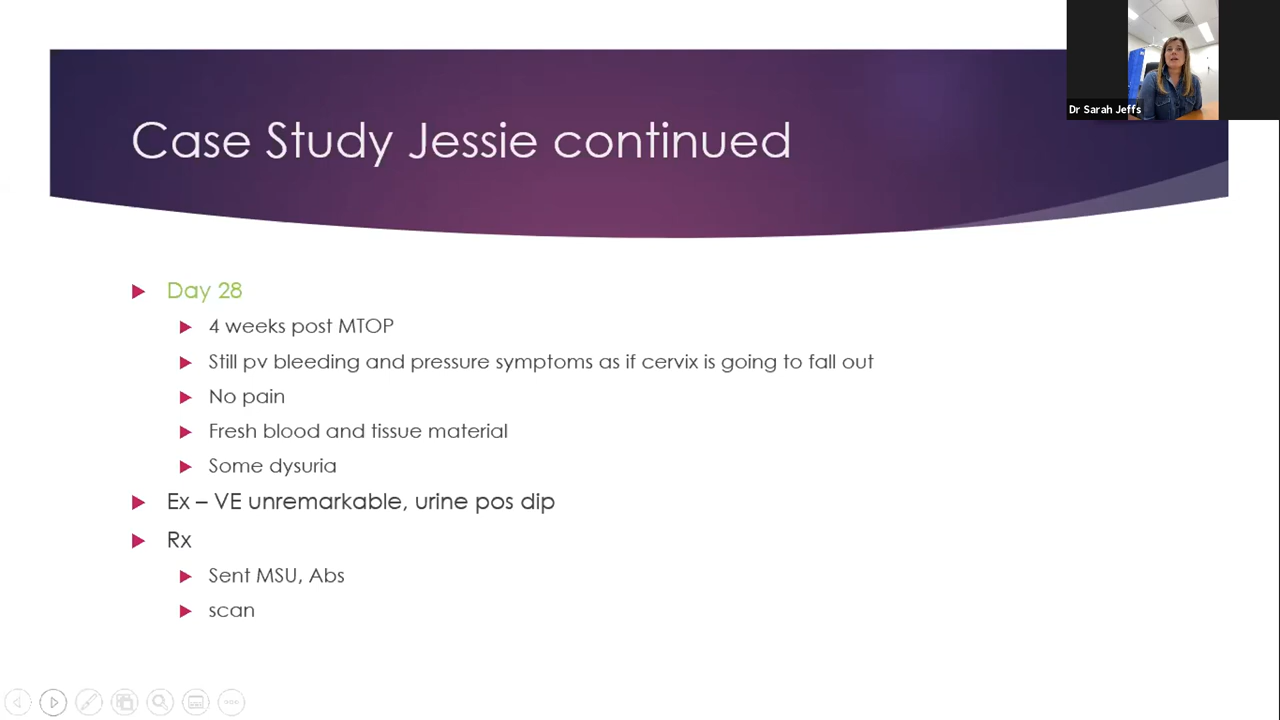 Dr Sarah Jeffs
Case Study Jessie continued
Day 28
4 weeks post MTOP
Still pv bleeding and pressure symptoms as if cervix is going to fall out
No pain
Fresh blood and tissue material
Some dysuria
Ex – VE unremarkable, urine pos dip
Rx
Sent MSU, Abs
scan